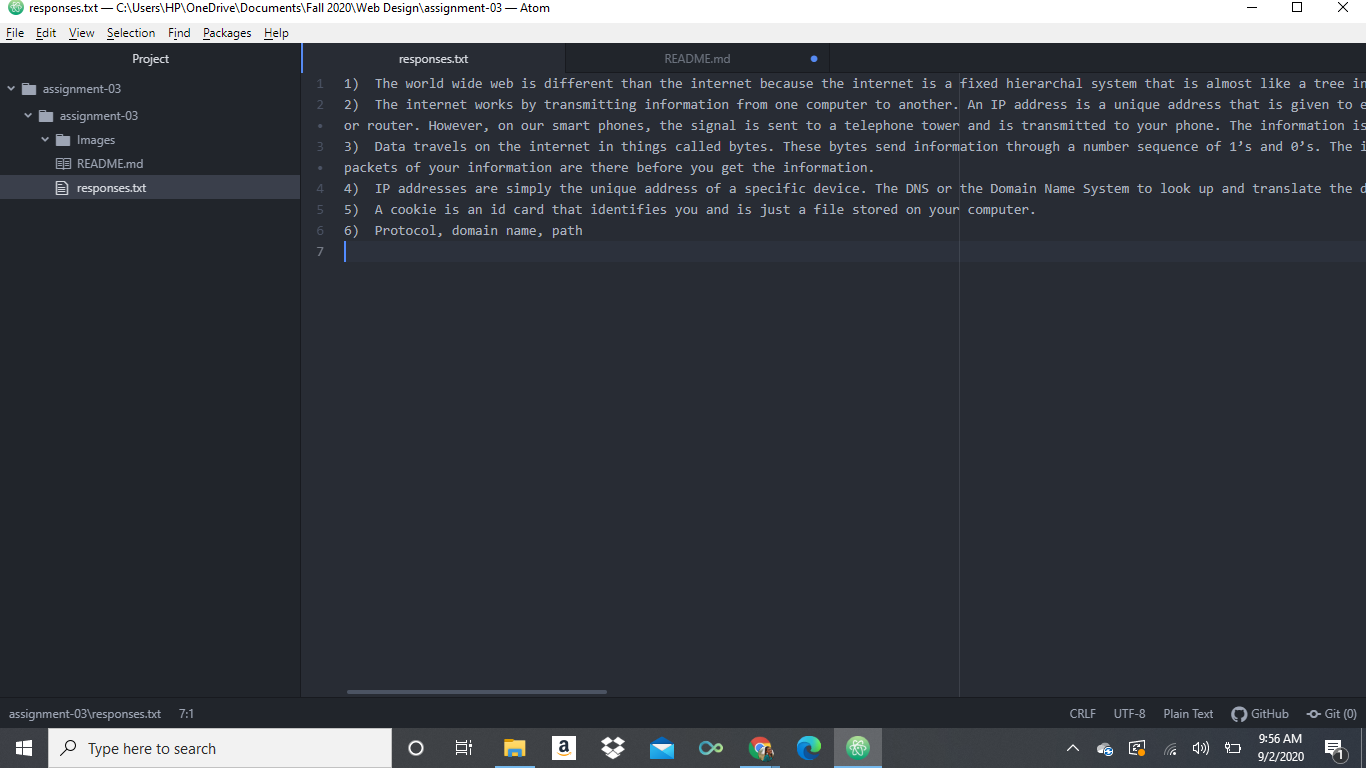 responses.txt — C:\Users\HP\OneDrive\Documents\Fall 2020\Web Design\assignment-03 — Atom
File Edit View Selection Find Packages Help
Project
responses.txt
README.md
assignment-03
assignment-03
Images
README.md
responses.txt
1 1) The world wide web is different than the internet because the internet is a fixed hierarchal system that is almost like a tree in
2 2) The internet works by transmitting information from one computer to another. An IP address is a unique address that is given to e
• or router. However, on our smart phones, the signal is sent to a telephone tower and is transmitted to your phone. The information is
3 3) Data travels on the internet in things called bytes. These bytes send information through a number sequence of 1’s and 0’s. The i
• packets of your information are there before you get the information.
4 4) IP addresses are simply the unique address of a specific device. The DNS or the Domain Name System to look up and translate the d
5 5) A cookie is an id card that identifies you and is just a file stored on your computer.
6 6) Protocol, domain name, path
7
assignment-03\responses.txt 7:1 CRLF UTF-8 Plain Text GitHub Git (0)
Type here to search
a
9:56 AM
9/2/2020
1